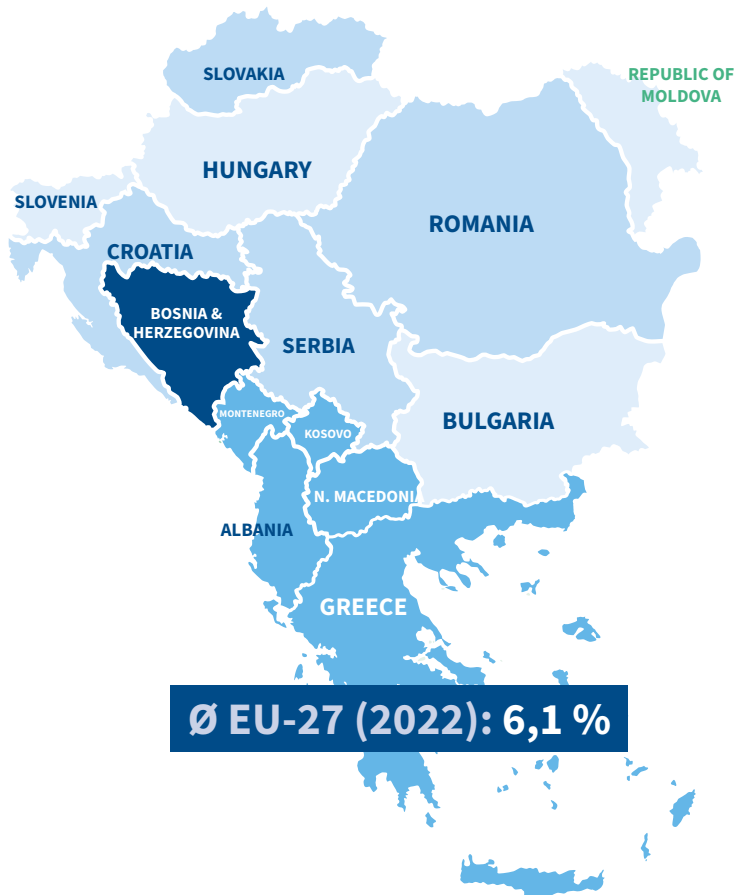 SLOVAKIA
REPUBLIC OF
MOLDOVA
HUNGARY
SLOVENIA
ROMANIA
CROATIA
BOSNIA &
HERZEGOVINA
SERBIA
MONTENEGRO
BULGARIA
KOSOVO
N. MACEDONIA
ALBANIA
GREECE
Ø EU-27 (2022): 6,1 %